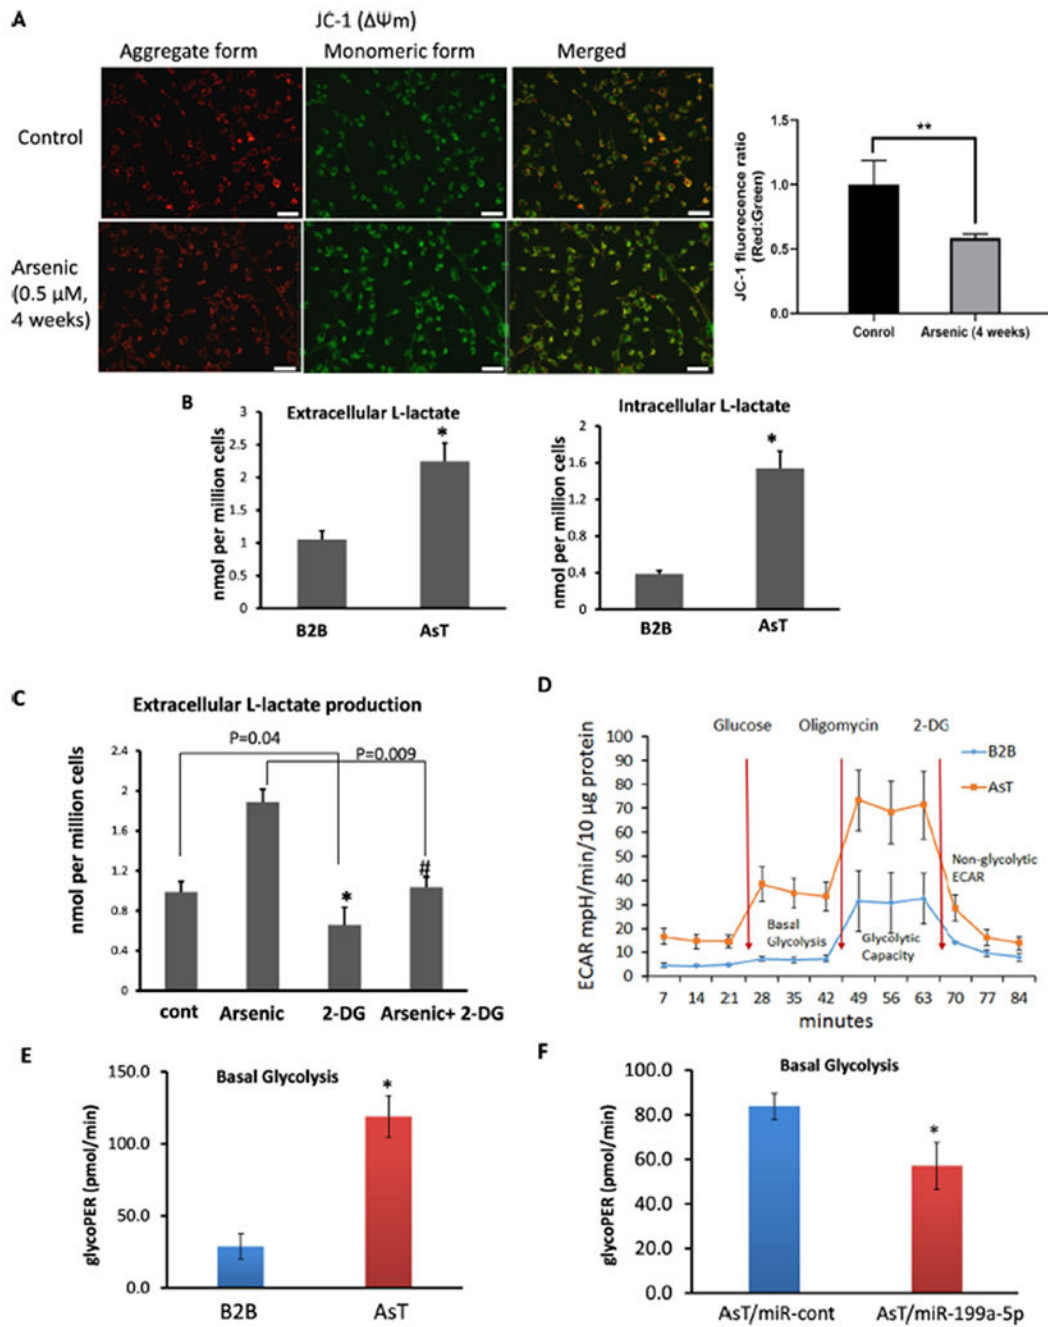 A
JC-1 (ΔΨm)
Aggregate form Monomeric form Merged
Control
Arsenic
(0.5 μM,
4 weeks)
JC-1 fluorecence ratio
(Red:Green)
1.5
1.0
0.5
0.0
**
Conrol Arsenic (4 weeks)
B
Extracellular L-lactate
nmol per million cells
3
2.5
2
1.5
1
0.5
0
*
B2B AsT
Intracellular L-lactate
nmol per million cells
2
1.6
1.2
0.8
0.4
0
*
B2B AsT
C
Extracellular L-lactate production
nmol per million cells
2.4
2
1.2
0.8
0.4
0
P=0.04
P=0.009
*
#
cont Arsenic 2-DG Arsenic+ 2-DG
D
Glucose Oligomycin 2-DG
ECAR mpH/min/10 μg protein
100
90
80
70
60
50
40
30
20
10
0
B2B
AsT
Basal
Glycolysis
Glycolytic
Capacity
Non-glycolytic
ECAR
7 14 21 28 35 42 49 56 63 70 77 84
minutes
E
Basal Glycolysis
glycoPER (pmol/min)
150.0
100.0
50.0
0.0
*
B2B AsT
F
Basal Glycolysis
glycoPER (pmol/min)
100.0
80.0
60.0
40.0
20.0
0.0
*
AsT/miR-cont AsT/miR-199a-5p